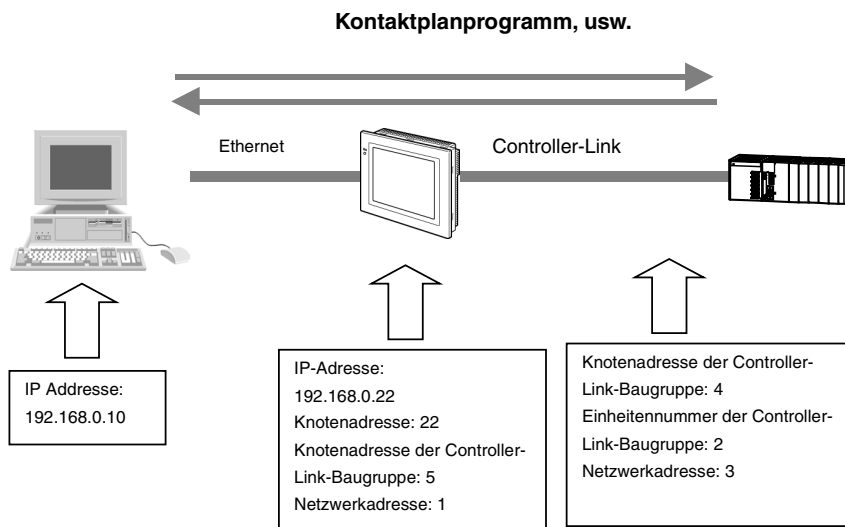 Kontaktplanprogramm, usw.
Ethernet
Controller-Link
IP Addresse:
192.168.0.10
IP-Adresse:
192.168.0.22
Knotenadresse: 22
Knotenadresse der Controller-
Link-Baugruppe: 5
Netzwerkadresse: 1
Knotenadresse der Controller-
Link-Baugruppe: 4
Einheitennummer der Controller-
Link-Baugruppe: 2
Netzwerkadresse: 3